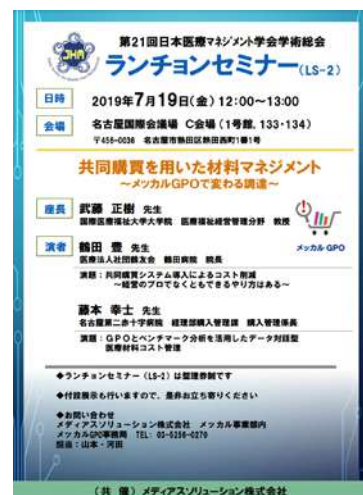 JHM
第21回日本医療マネジメント学会学術総会
ランチョンセミナー(LS-2)
日時
2019年7月19日(金) 12:00～13:00
会場
名古屋国際会議場 C会場(1号館,133・134)
〒456-0036 名古屋市熱田区熱田西町1番1号
共同購買を用いた材料マネジメント
～メッカルGPOで変わる調達～
座長
武藤 正樹 先生
国際医療福祉大学大学院 医療福祉経営管理分野 教授
演者
鶴田 豊 先生
医療法人社団鶴友会 鶴田病院 院長
メッカル GPO
演題:共同購買システム導入によるコスト削減
～経営のプロでなくともできるやり方はある～
藤本 幸士 先生
名古屋第二赤十字病院 経理部購入管理課 購入管理係長
演題:GPOとベンチマーク分析を活用したデータ対話型
医療材料コスト管理
◆ランチョンセミナー(LS-2)は整理券制です
◆付設展示も行いますので、是非お立ち寄りください
◆お問い合わせ
メディアスソリューション株式会社 メッカル事業部内
メッカルGPO事務局 TEL: 03-5256-0270
担当:山本・河田
(共 催) メディアスソリューション株式会社